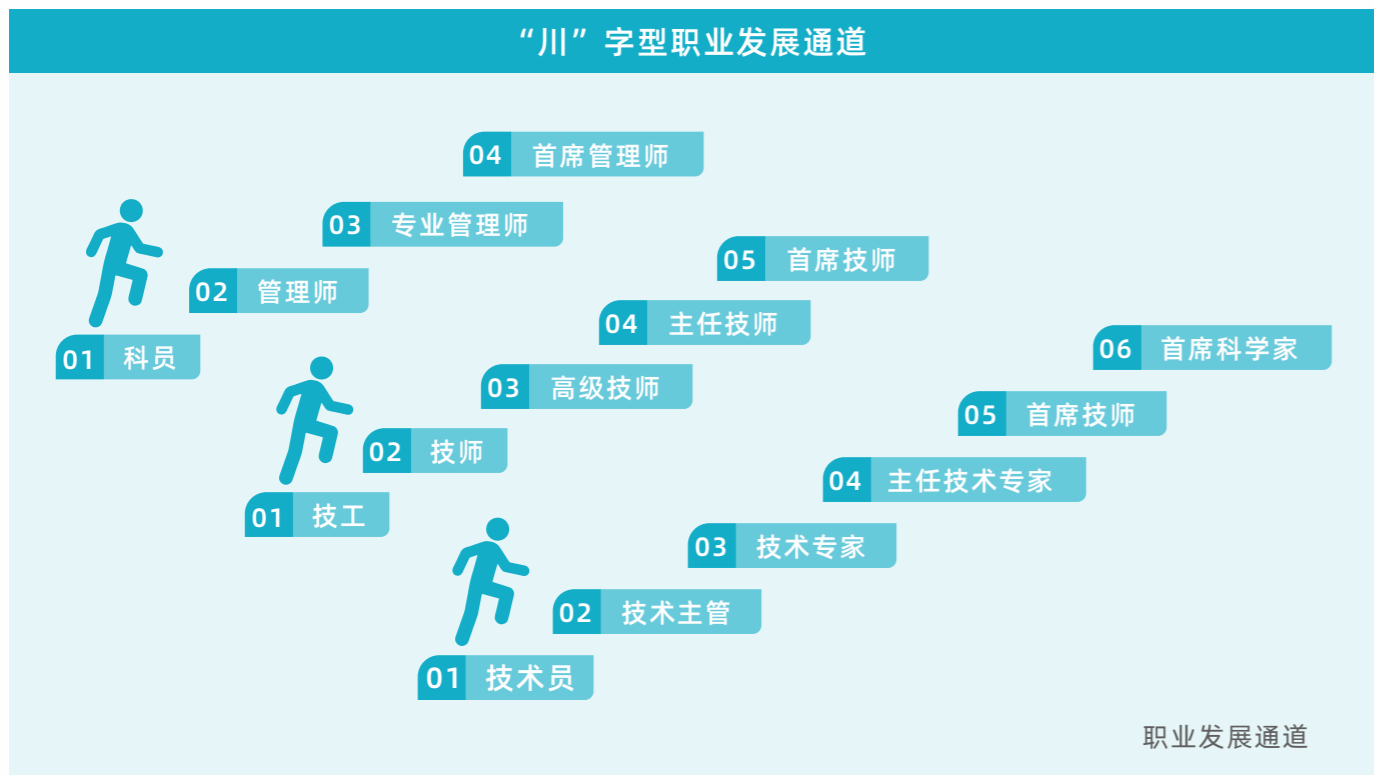 “川”字型职业发展通道
04 首席管理师
03 专业管理师
02 管理师
01 科员
05 首席技师
04 主任技师
03 高级技师
02 技师
01 技工
06 首席科学家
05 首席技师
04 主任技术专家
03 技术专家
02 技术主管
01 技术员
职业发展通道